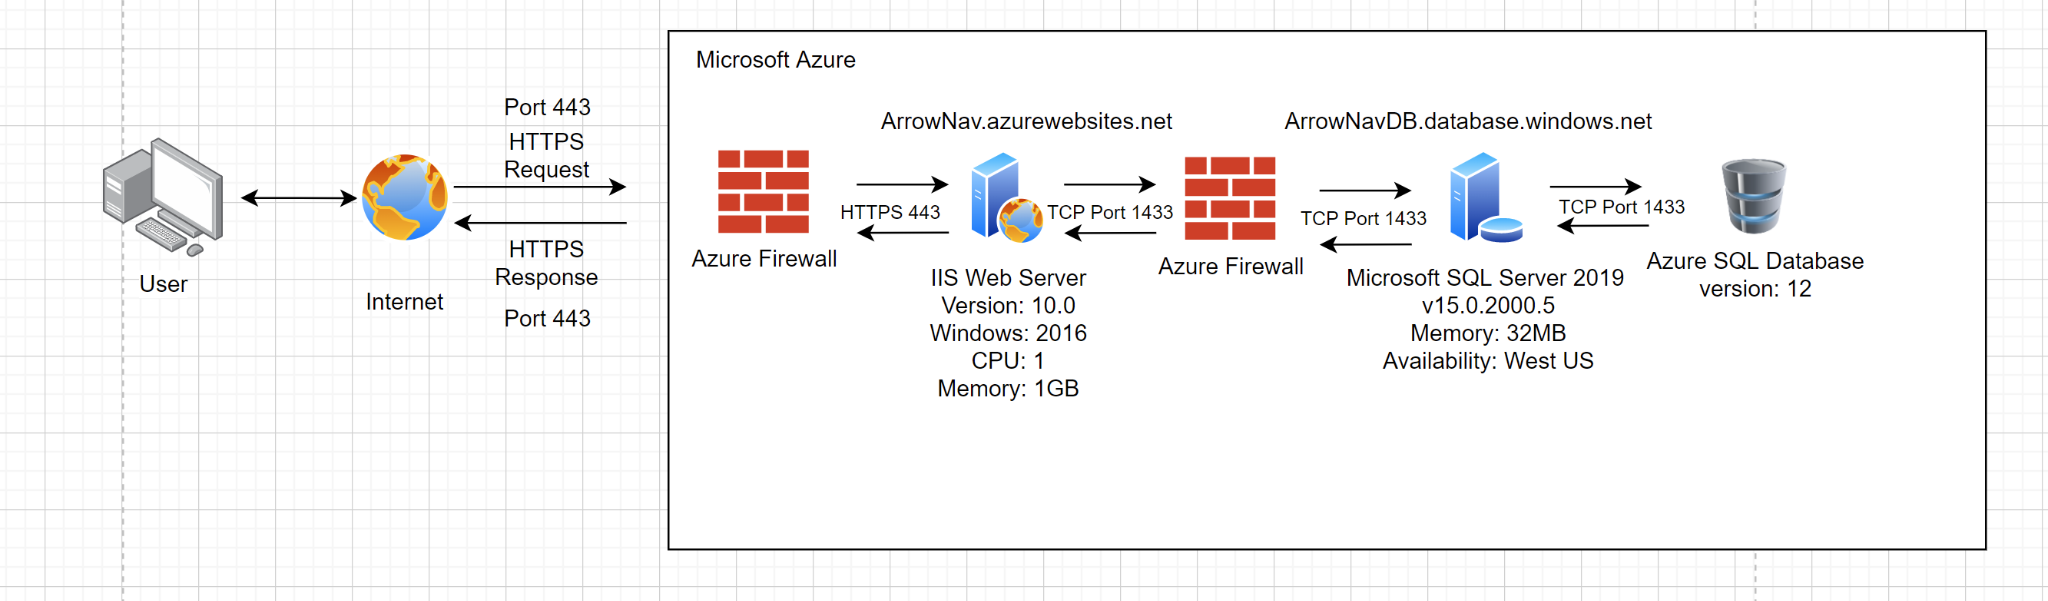 Microsoft Azure
Port 443
HTTPS
Request
HTTPS
Response
Port 443
User
Internet
ArrowNav.azurewebsites.net
ArrowNavDB.database.windows.net
Azure Firewall
HTTPS 443
IIS Web Server
Version: 10.0
Windows: 2016
CPU: 1
Memory: 1GB
TCP Port 1433
Azure Firewall
TCP Port 1433
Microsoft SQL Server 2019
v15.0.2000.5
Memory: 32MB
Availability: West US
TCP Port 1433
Azure SQL Database
version: 12